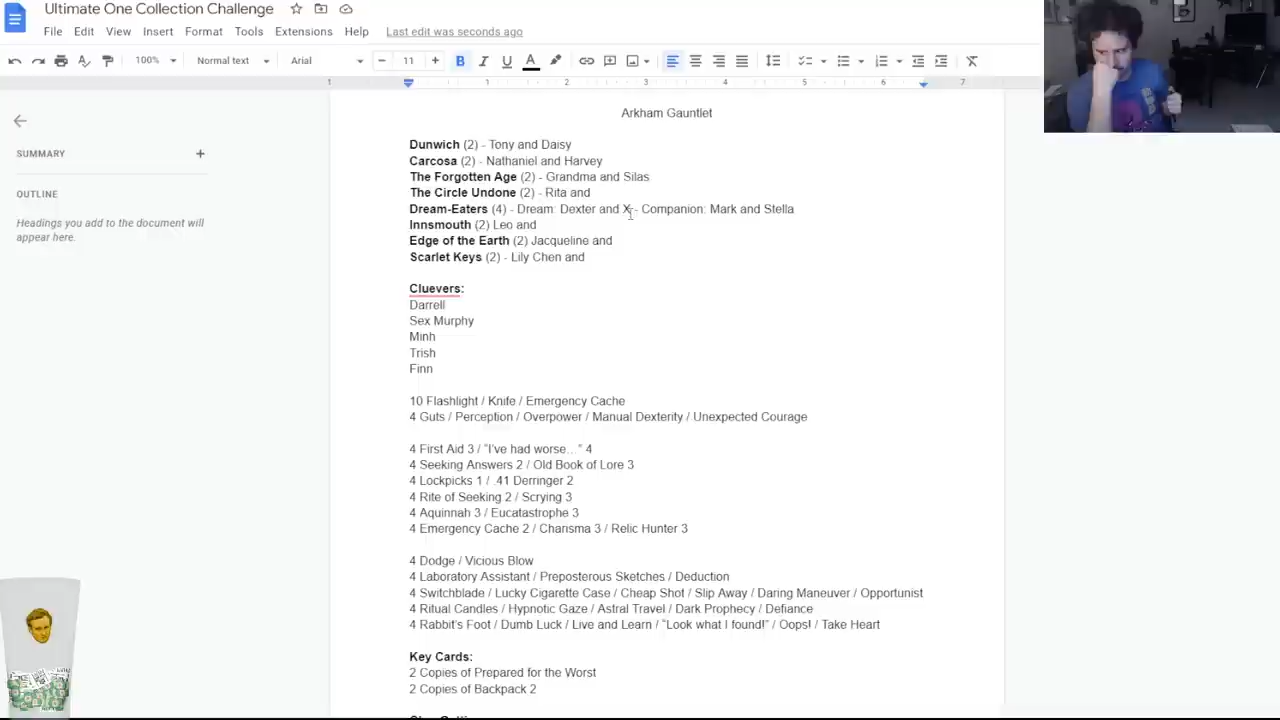 Ultimate One Collection Challenge
File Edit View Insert Format Tools Extensions Help Last edit was seconds ago
100% Normal text Arial 11 B I U A
1 1 2 3 4 5 6 7
Arkham Gauntlet
SUMMARY
OUTLINE
Headings you add to the document will
appear here.
Dunwich (2) - Tony and Daisy
Carcosa (2) - Nathaniel and Harvey
The Forgotten Age (2) - Grandma and Silas
The Circle Undone (2) - Rita and
Dream-Eaters (4) - Dream: Dexter and X - Companion: Mark and Stella
Innsmouth (2) Leo and
Edge of the Earth (2) Jacqueline and
Scarlet Keys (2) - Lily Chen and
Cluevers:
Darrell
Sex Murphy
Minh
Trish
Finn
10 Flashlight / Knife / Emergency Cache
4 Guts / Perception / Overpower / Manual Dexterity / Unexpected Courage
4 First Aid 3 / “I’ve had worse…” 4
4 Seeking Answers 2 / Old Book of Lore 3
4 Lockpicks 1 / .41 Derringer 2
4 Rite of Seeking 2 / Scrying 3
4 Aquinnah 3 / Eucatastrophe 3
4 Emergency Cache 2 / Charisma 3 / Relic Hunter 3
4 Dodge / Vicious Blow
4 Laboratory Assistant / Preposterous Sketches / Deduction
4 Switchblade / Lucky Cigarette Case / Cheap Shot / Slip Away / Daring Maneuver / Opportunist
4 Ritual Candles / Hypnotic Gaze / Astral Travel / Dark Prophecy / Defiance
4 Rabbit’s Foot / Dumb Luck / Live and Learn / “Look what I found!” / Oops! / Take Heart
Key Cards:
2 Copies of Prepared for the Worst
2 Copies of Backpack 2